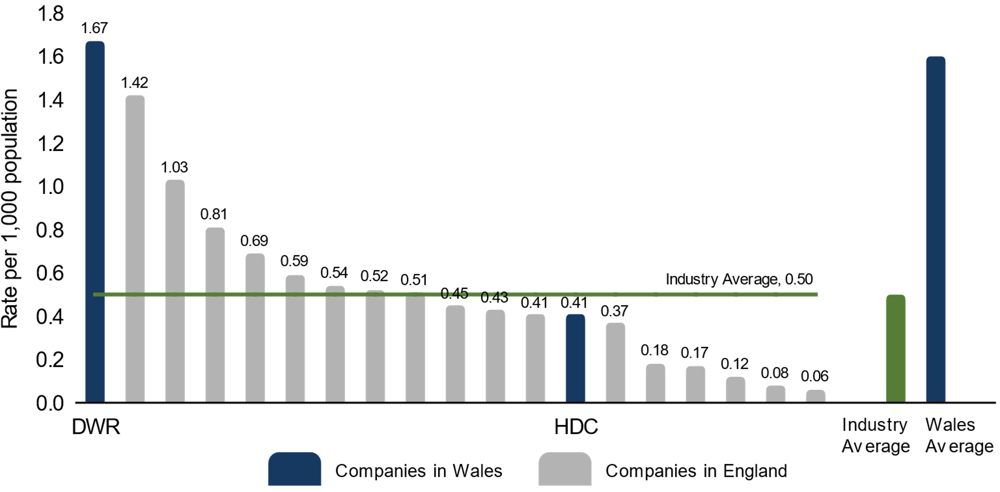 Rate per 1,000 population
1.8
1.6
1.4
1.2
1.0
0.8
0.6
0.4
0.2
0.0
1.67
1.42
1.03
0.81
0.69
0.59
0.54
0.52
0.51
0.45
0.43
0.41
0.41
0.37
0.18
0.17
0.12
0.08
0.06
Industry Average, 0.50
DWR
HDC
Industry
Average
Wales
Average
Companies in Wales
Companies in England